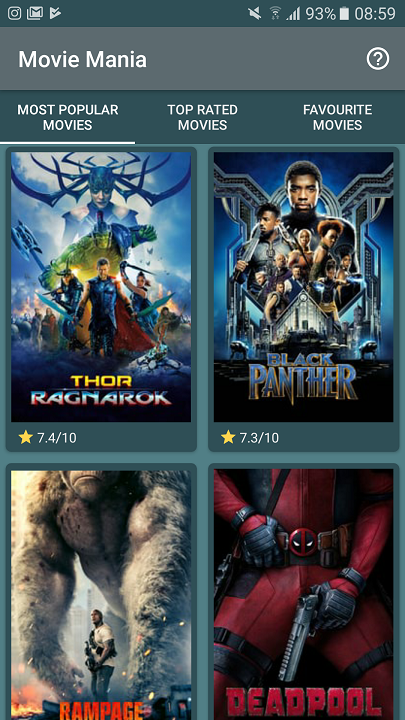 93% 08:59
Movie Mania
MOST POPULAR
MOVIES
TOP RATED
MOVIES
FAVOURITE
MOVIES
THOR
RAGNAROK
BLACK
PANTHER
7.4/10
7.3/10
RAMPAGE
DEADPOOL